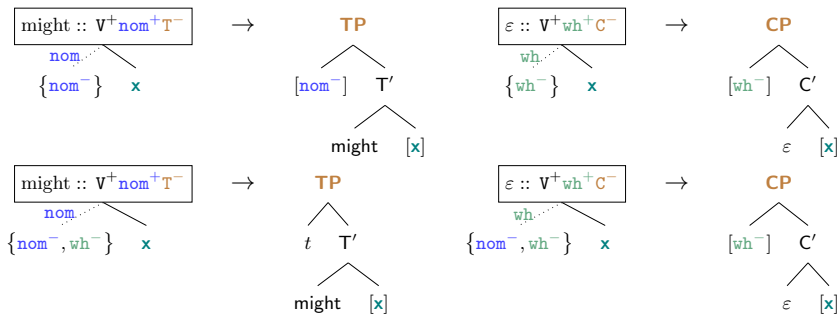 might :: V⁺nom⁺T⁻ → TP
nom
{nom⁻} x [nom⁻] T′
might [x]
ε :: V⁺wh⁺C⁻ → CP
wh
{wh⁻} x [wh⁻] C′
ε [x]
might :: V⁺nom⁺T⁻ → TP
nom
{nom⁻, wh⁻} x t T′
might [x]
ε :: V⁺wh⁺C⁻ → CP
wh
{nom⁻, wh⁻} x [wh⁻] C′
ε [x]